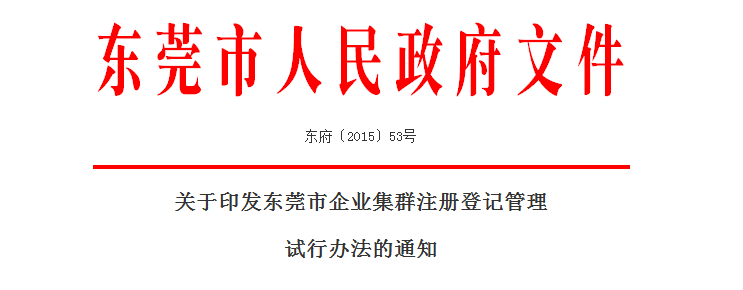 东莞市人民政府文件
东府〔2015〕53号
关于印发东莞市企业集群注册登记管理
试行办法的通知